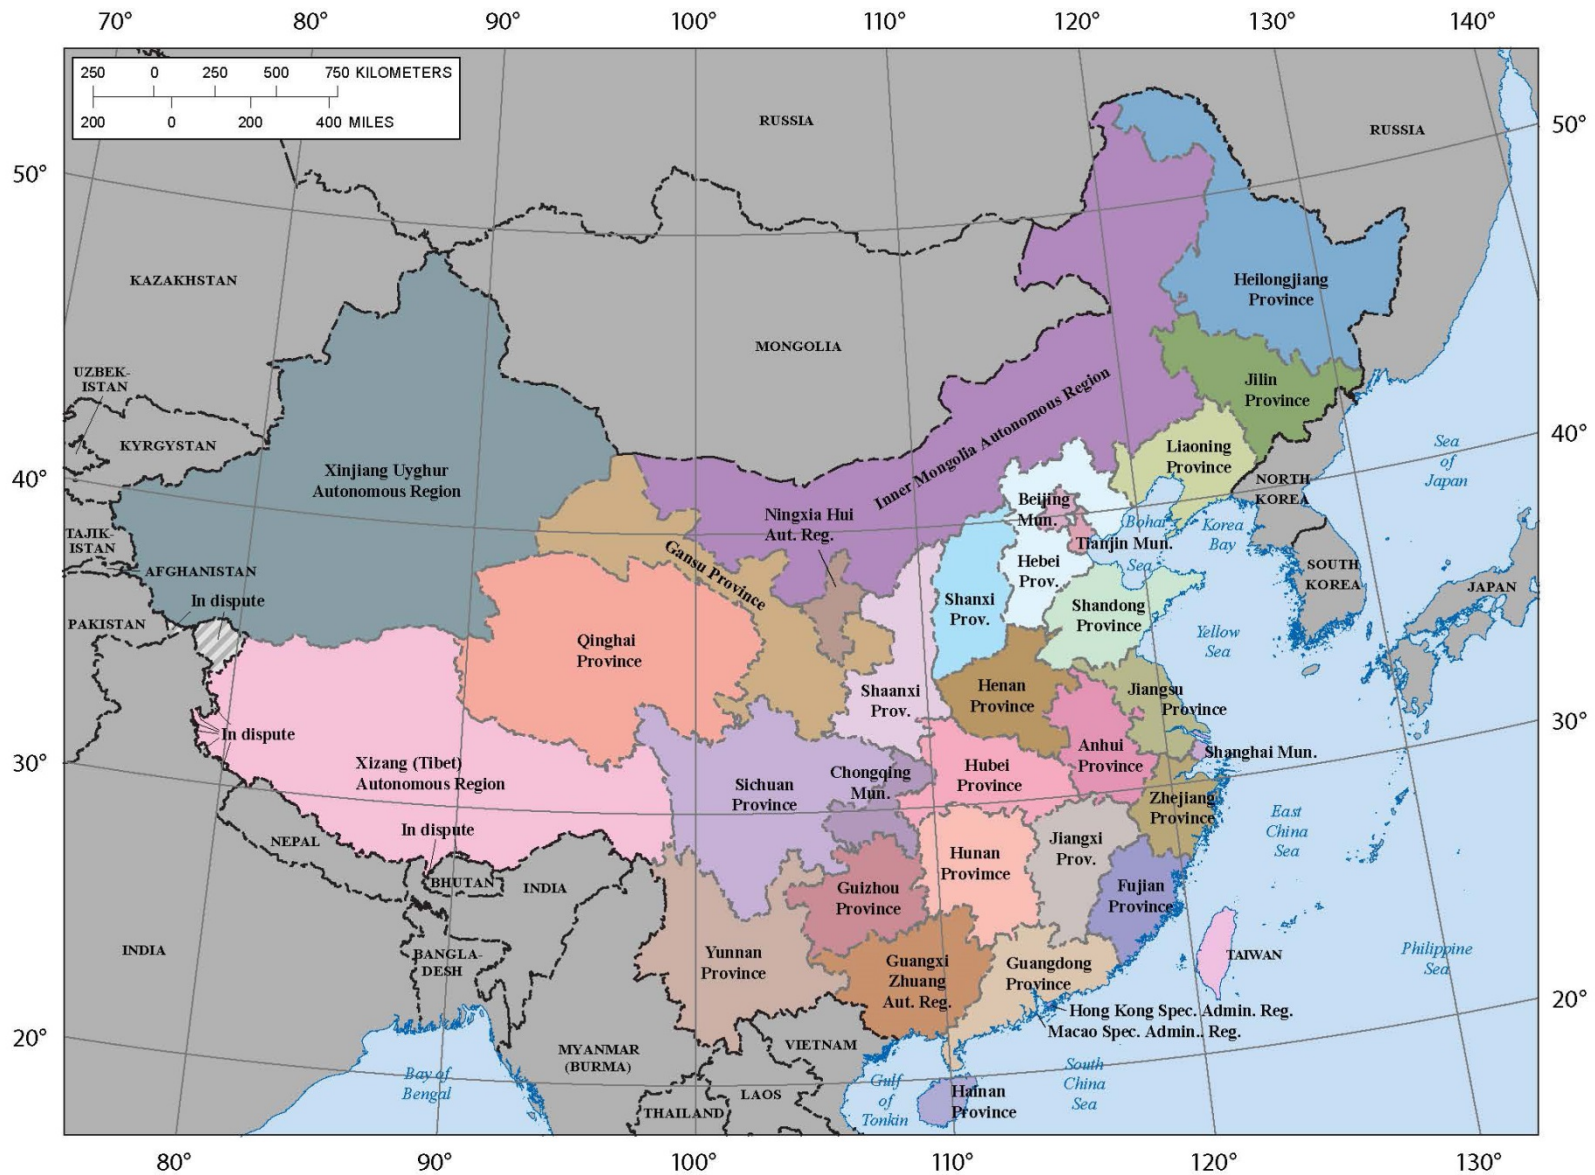 70°
80°
90°
100°
110°
120°
130°
140°
250 0 250 500 750 KILOMETERS
200 0 200 400 MILES
RUSSIA
RUSSIA
50°
50°
KAZAKHSTAN
Heilongjiang
Province
MONGOLIA
UZBEK-
ISTAN
Jilin
Province
KYRGYSTAN
Inner Mongolia Autonomous Region
Liaoning
Province
Sea
of
Japan
40°
40°
Xinjiang Uyghur
Autonomous Region
NORTH
KOREA
Beijing
Mun.
Ningxia Hui
Aut. Reg.
Bohai
Sea
Korea
Bay
TAJIK-
ISTAN
Tianjin Mun.
Gansu Province
Hebei
Prov.
AFGHANISTAN
SOUTH
KOREA
JAPAN
In dispute
Shanxi
Prov.
Shandong
Province
PAKISTAN
Yellow
Sea
Qinghai
Province
Shaanxi
Prov.
Henan
Province
Jiangsu
Province
30°
30°
In dispute
Anhui
Province
Shanghai Mun.
Xizang (Tibet)
Autonomous Region
Sichuan
Province
Chongqing
Mun.
Hubei
Province
Zhejiang
Province
In dispute
East
China
Sea
NEPAL
Hunan
Provimce
Jiangxi
Prov.
BHUTAN
INDIA
Guizhou
Province
Fujian
Province
INDIA
BANGLA-
DESH
Yunnan
Province
Guangxi
Zhuang
Aut. Reg.
Guangdong
Province
TAIWAN
Philippine
Sea
20°
20°
Hong Kong Spec. Admin. Reg.
Macao Spec. Admin.. Reg.
VIETNAM
MYANMAR
(BURMA)
Bay of
Bengal
LAOS
Gulf
of
Tonkin
South
China
Sea
THAILAND
Hainan
Province
80°
90°
100°
110°
120°
130°